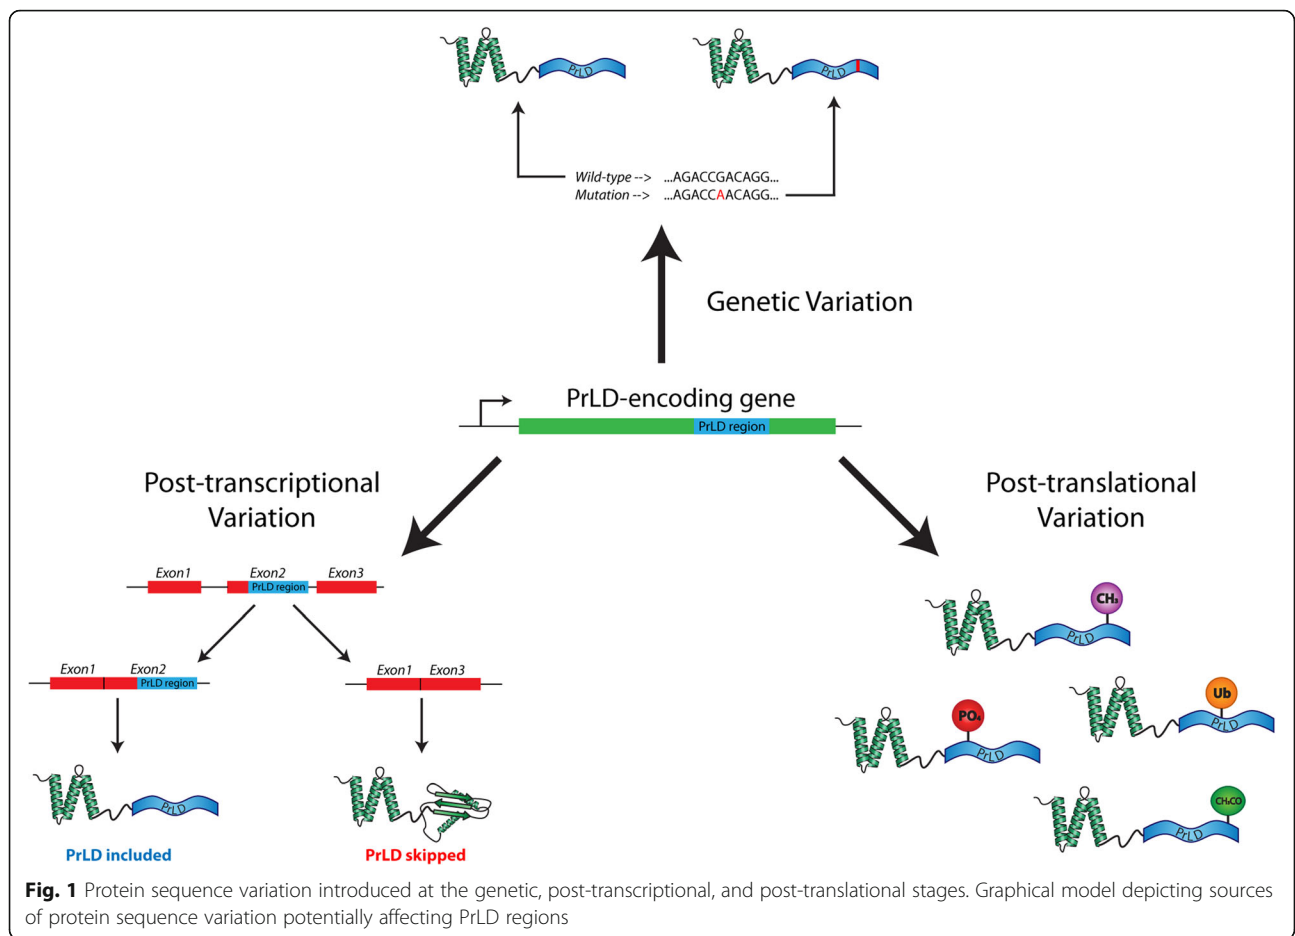 PrLD
PrLD
Wild-type --> ...AGACCGACAGG...
Mutation --> ...AGACCAACAGG...
Genetic Variation
PrLD-encoding gene
PrLD region
Post-transcriptional
Variation
Post-translational
Variation
Exon1 Exon2 Exon3
PrLD region
Exon1 Exon2
PrLD region
Exon1 Exon3
PrLD
PrLD included
PrLD skipped
CH₃
PrLD
Ub
PrLD
PO₄
PrLD
CH₃CO
PrLD
Fig. 1 Protein sequence variation introduced at the genetic, post-transcriptional, and post-translational stages. Graphical model depicting sources
of protein sequence variation potentially affecting PrLD regions